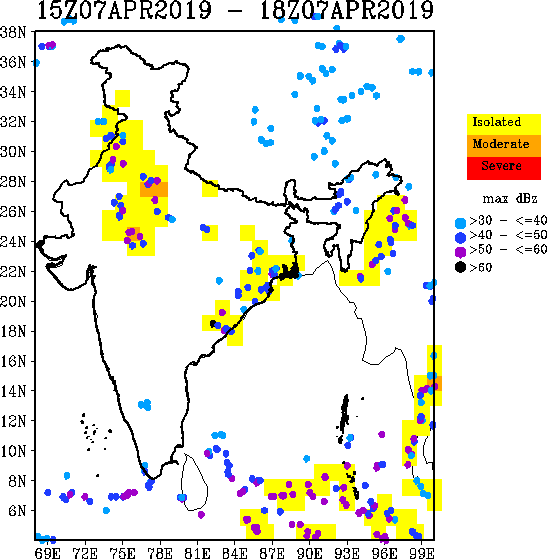 15Z07APR2019 − 18Z07APR2019
38N
36N
34N
32N
30N
28N
26N
24N
22N
20N
18N
16N
14N
12N
10N
8N
6N
69E 72E 75E 78E 81E 84E 87E 90E 93E 96E 99E
Isolated
Moderate
Severe
max dBz
>30 − <=40
>40 − <=50
>50 − <=60
>60